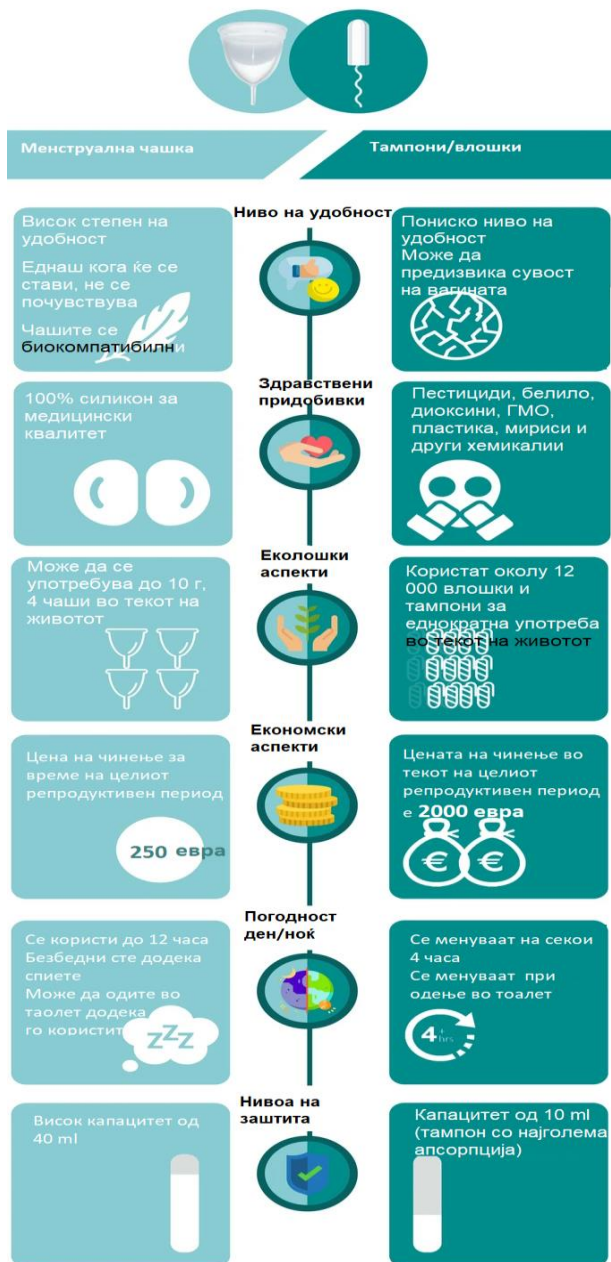 Менструална чашка
Тампони/влошки
Ниво на удобност
Висок степен на
удобност
Еднаш кога ќе се
стави, не се
почувствува
Чашите се
биокомпатибилни
Пониско ниво на
удобност
Може да
предизвика сувост
на вагината
Здравствени
придобивки
100% силикон за
медицински
квалитет
Пестициди, белило,
диоксини, ГМО,
пластика, мириси и
други хемикалии
Еколошки
аспекти
Може да се
употребува до 10 г,
4 чаши во текот на
животот
Користат околу 12
000 влошки и
тампони за
еднократна употреба
во текот на животот
Економски
аспекти
Цена на чинење за
време на целиот
репродуктивен период
250 евра
Цената на чинење во
текот на целиот
репродуктивен период
е 2000 евра
€ €
Погодност
ден/ноќ
Се користи до 12 часа
Безбедни сте додека
спиете
Може да одите во
таолет додека
го користит
zZZ
Се менуваат на секои
4 часа
Се менуваат при
одење во тоалет
4 hrs
Нивоа на
заштита
Висок капацитет од
40 ml
Капацитет од 10 ml
(тампон со најголема
апсорпција)